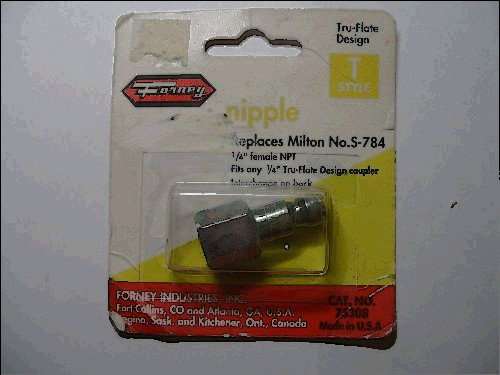 Tru-Flate
Design
T
STYLE
FORNEY
nipple
Replaces Milton No.S-784
1/4" female NPT
Fits any 1/4" Tru-Flate Design coupler
Interchange on back
FORNEY INDUSTRIES, INC.
Fort Collins, CO and Atlanta, GA, U.S.A.
Regina, Sask. and Kitchener, Ont., Canada
CAT. NO.
75308
Made in U.S.A.